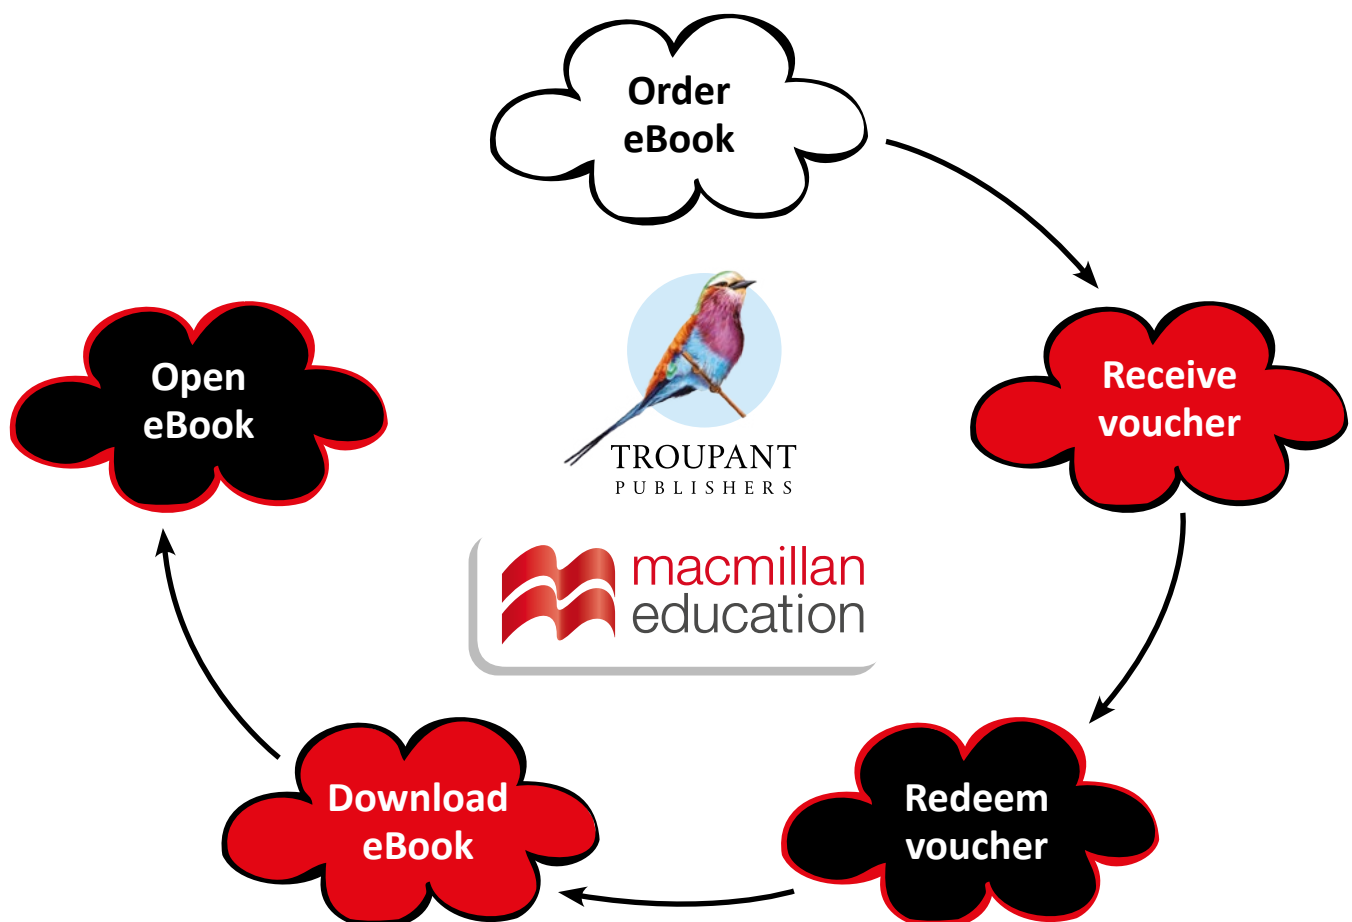 Order
eBook
Receive
voucher
Redeem
voucher
Download
eBook
Open
eBook
TROUPANT
PUBLISHERS
macmillan
education